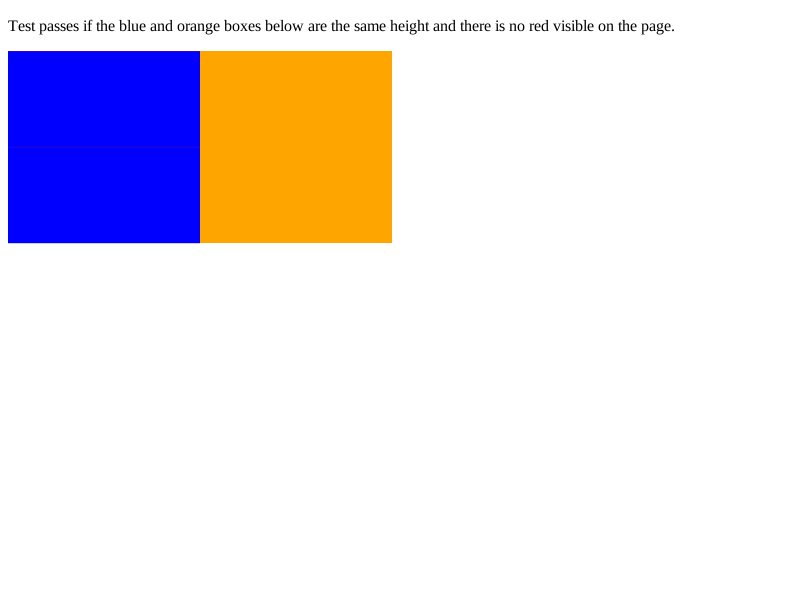 Test passes if the blue and orange boxes below are the same height and there is no red visible on the page.